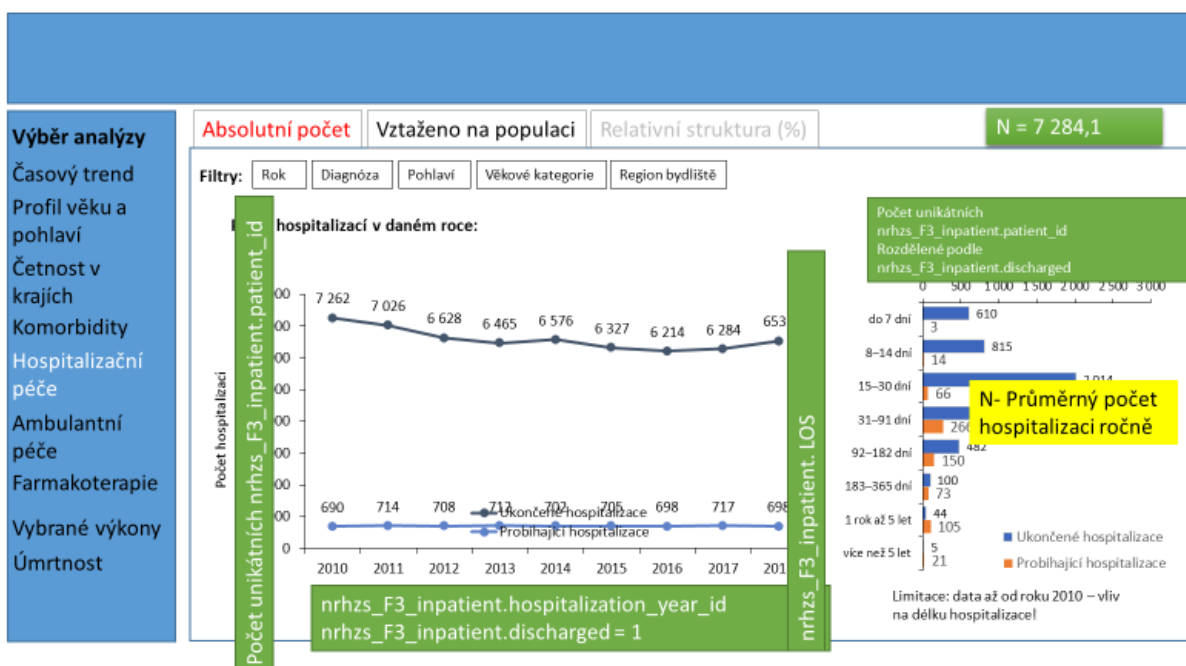 Výběr analýzy
Časový trend
Profil věku a
pohlaví
Četnost v
krajích
Komorbidity
Hospitalizační
péče
Ambulantní
péče
Farmakoterapie
Vybrané výkony
Úmrtnost
Absolutní počet
Vztaženo na populaci
Relativní struktura (%)
N = 7 284,1
Filtry:
Rok
Diagnóza
Pohlaví
Věkové kategorie
Region bydliště
hospitalizací v daném roce:
Počet unikátních nrhzs_F3_inpatient.patient_id
Počet hospitalizací
7 262
7 026
6 628
6 465
6 576
6 327
6 214
6 284
653
690
714
708
713
702
705
698
717
698
Ukončené hospitalizace
Probíhající hospitalizace
0
2010
2011
2012
2013
2014
2015
2016
2017
nrhzs_F3_inpatient.hospitalization_year_id
nrhzs_F3_inpatient.discharged = 1
nrhzs_F3_inpatient. LOS
Počet unikátních
nrhzs_F3_inpatient.patient_id
Rozdělené podle
nrhzs_F3_inpatient.discharged
0
500
1 000
1 500
2 000
2 500
3 000
do 7 dní
610
3
8–14 dní
815
14
15–30 dní
66
31–91 dní
266
92–182 dní
482
150
183–365 dní
100
73
1 rok až 5 let
44
105
více než 5 let
5
21
N- Průměrný počet
hospitalizaci ročně
Ukončené hospitalizace
Probíhající hospitalizace
Limitace: data až od roku 2010 – vliv
na délku hospitalizace!